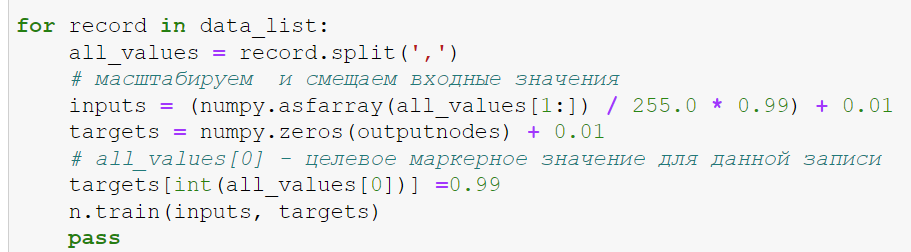 for record in data_list:
    all_values = record.split(',')
    # масштабируем  и смещаем входные значения
    inputs = (numpy.asfarray(all_values[1:]) / 255.0 * 0.99) + 0.01
    targets = numpy.zeros(outputnodes) + 0.01
    # all_values[0] - целевое маркерное значение для данной записи
    targets[int(all_values[0])] =0.99
    n.train(inputs, targets)
    pass